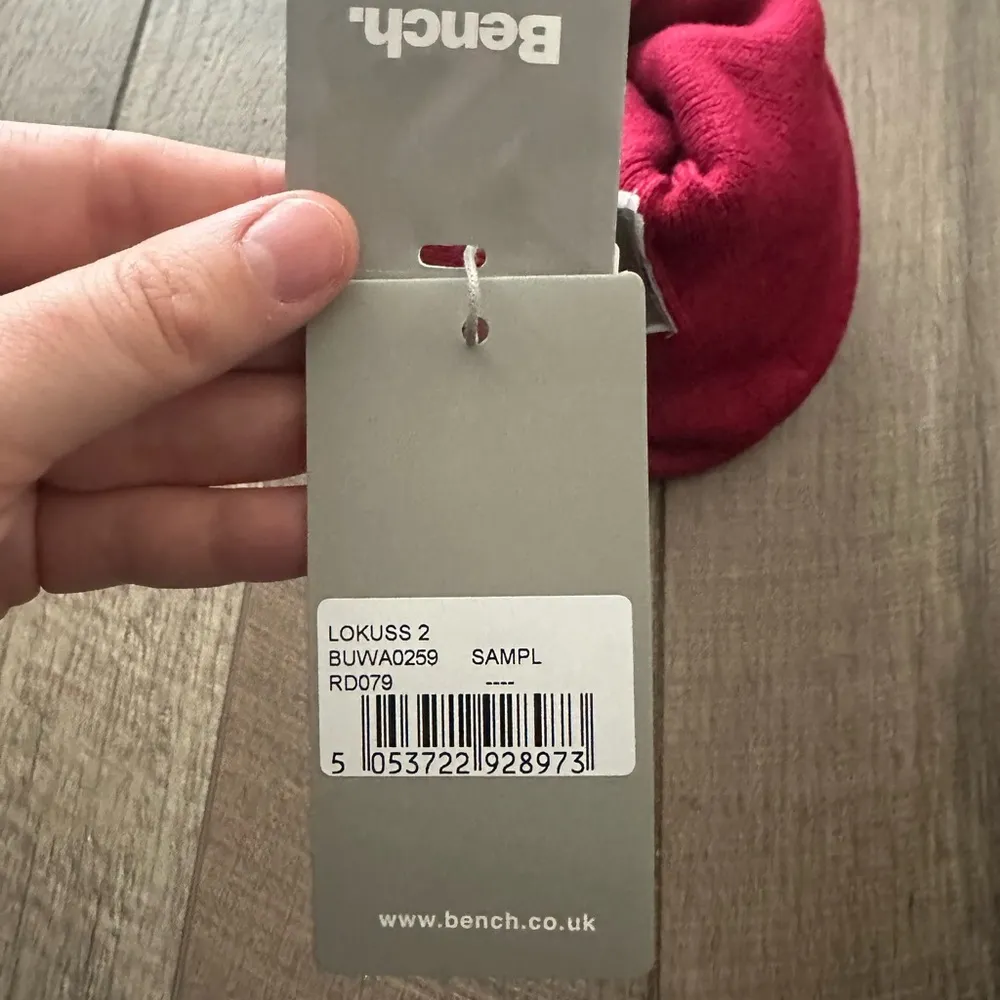 Bench.
LOKUSS 2
BUWA0259 SAMPL
RD079 ----
5 053722 928973
www.bench.co.uk